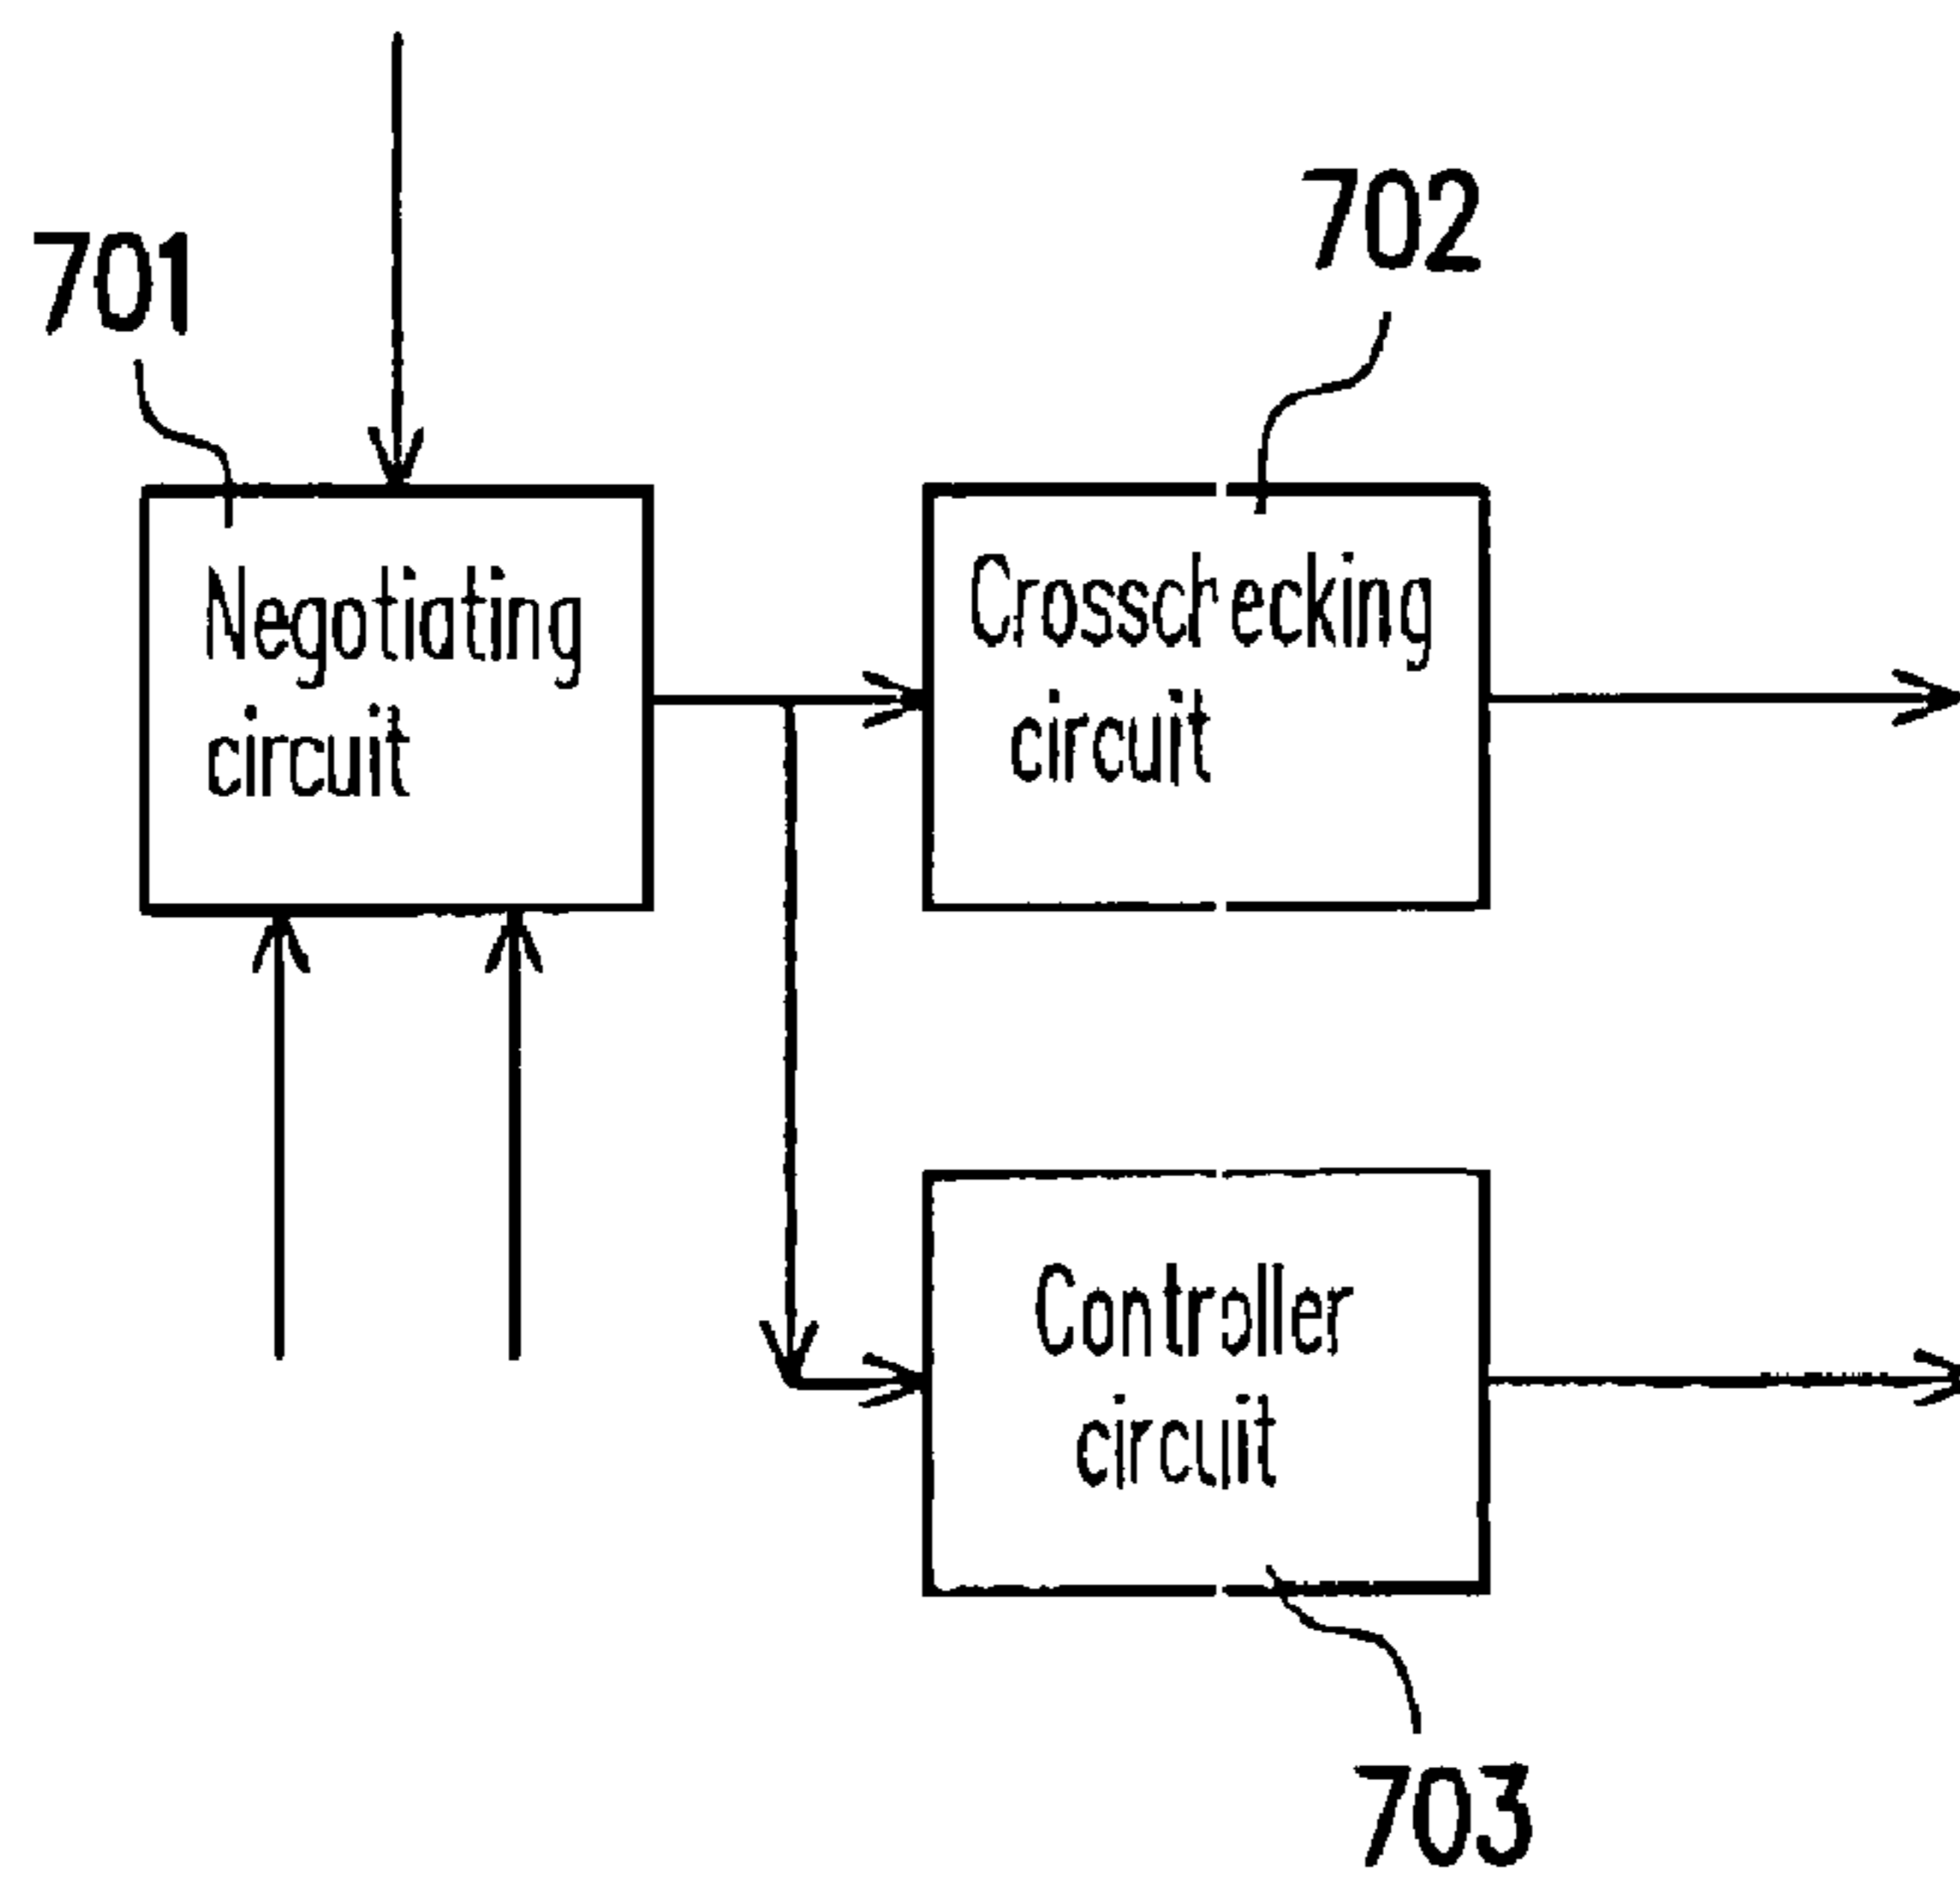 702
701
Negotiating
circuit
Crosschecking
circuit
Controller
circuit
703